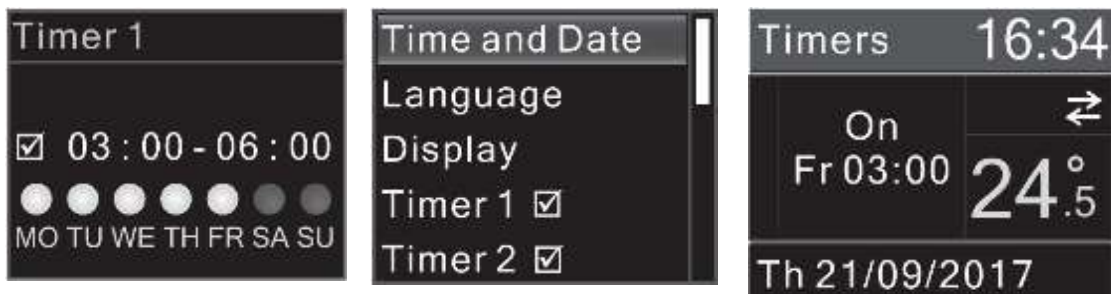 Timer 1
☑ 03 : 00 - 06 : 00
MO TU WE TH FR SA SU
Time and Date
Language
Display
Timer 1 ☑
Timer 2 ☑
Timers 16:34
On
Fr 03:00
24.5°
Th 21/09/2017